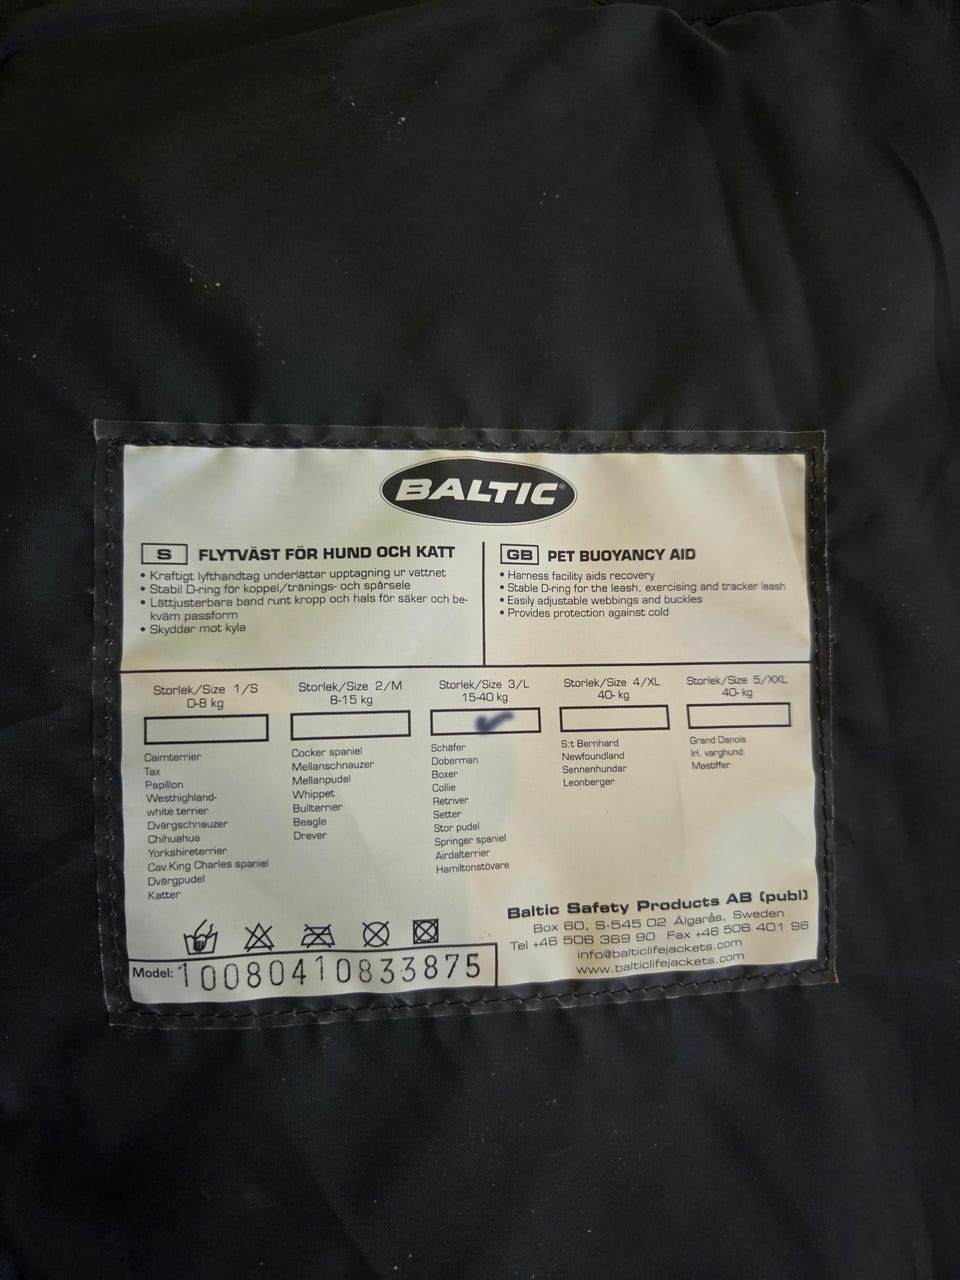 BALTIC®
S FLYTVÄST FÖR HUND OCH KATT
• Kraftigt lyfthandtag underlättar upptagning ur vattnet
• Stabil D-ring för koppel/tränings- och spårsele
• Lättjusterbara band runt kropp och hals för säker och be-
kväm passform
• Skyddar mot kyla
GB PET BUOYANCY AID
• Harness facility aids recovery
• Stable D-ring for the leash, exercising and tracker leash
• Easily adjustable webbings and buckles
• Provides protection against cold
Storlek/Size 1/S
0-8 kg
Cairnterrier
Tax
Papillon
Westhighland-
white terrier
Dvärgschnauzer
Chihuahua
Yorkshireterrier
Cav.King Charles spaniel
Dvärgpudel
Katter
Storlek/Size 2/M
8-15 kg
Cocker spaniel
Mellanschnauzer
Mellanpudel
Whippet
Bullterrier
Beagle
Drever
Storlek/Size 3/L
15-40 kg
Schäfer
Doberman
Boxer
Collie
Retriver
Setter
Stor pudel
Springer spaniel
Airdalterrier
Hamiltonstövare
Storlek/Size 4/XL
40- kg
S:t Bernhard
Newfoundland
Sennenhundar
Leonberger
Storlek/Size 5/XXL
40- kg
Grand Danois
Irl. varghund
Mastiffer
Baltic Safety Products AB (publ)
Box 60, S-545 02 Älgarås, Sweden
Tel +46 506 369 90 Fax +46 506 401 96
info@balticlifejackets.com
www.balticlifejackets.com
Model: 10080410833875